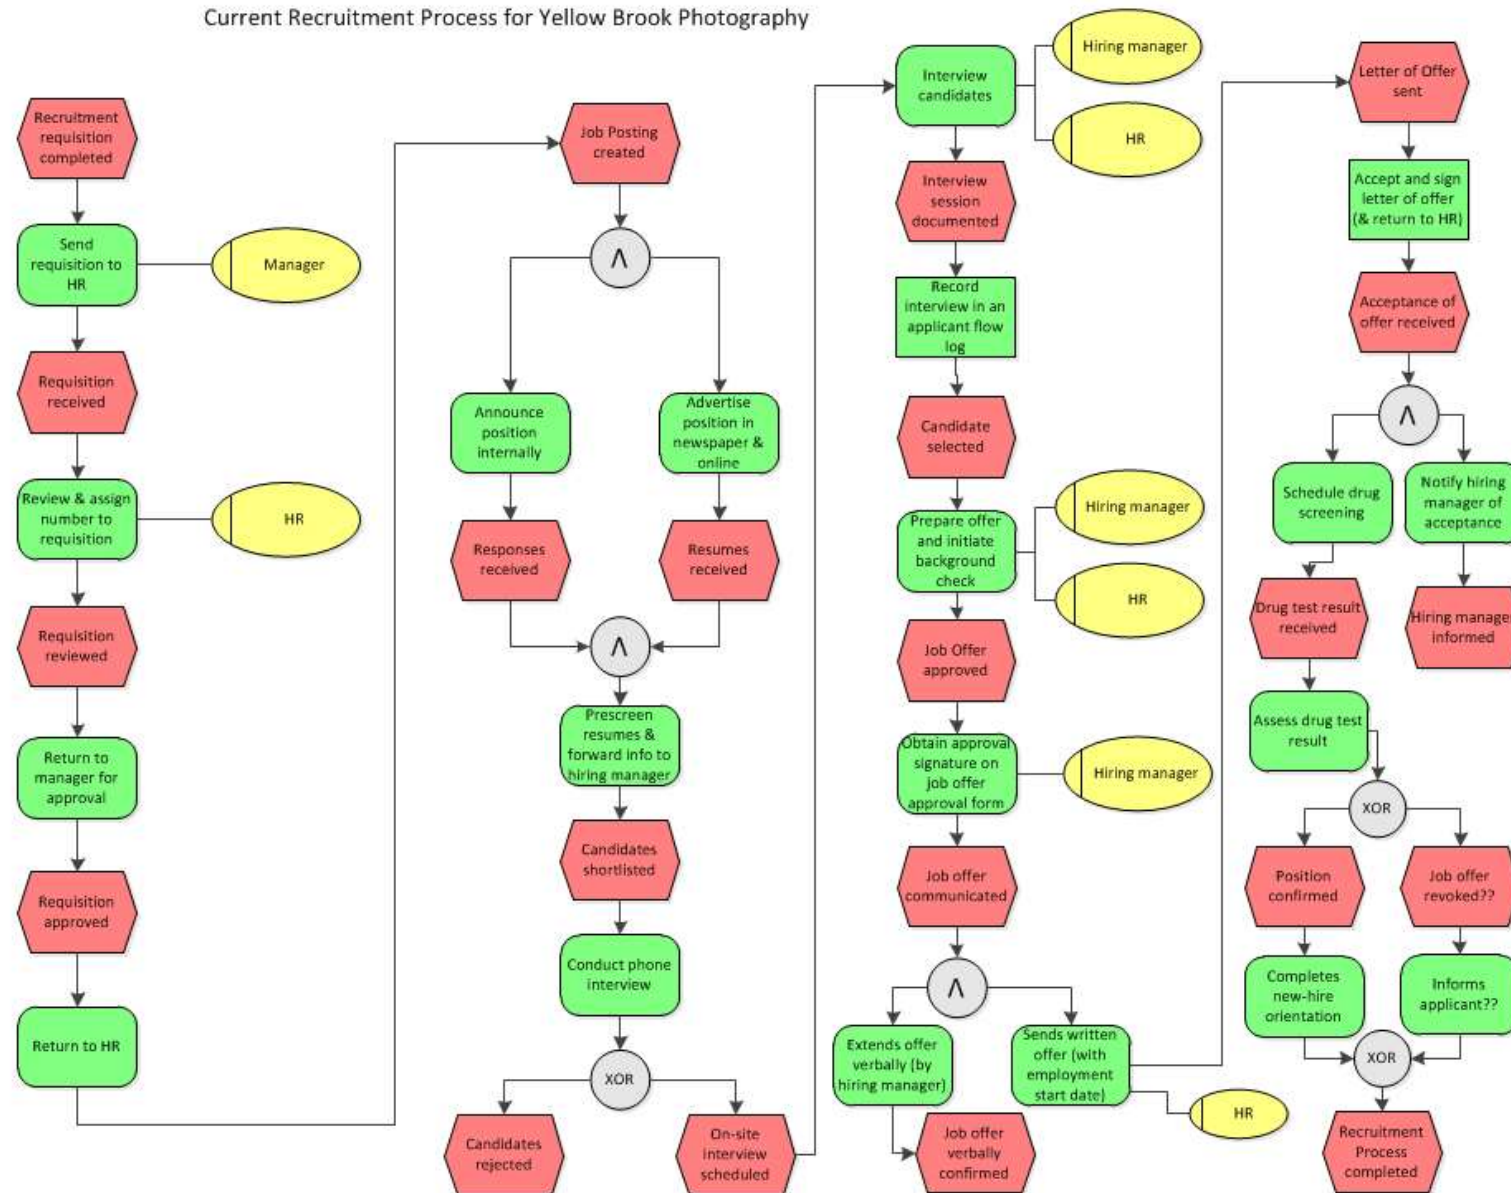 Current Recruitment Process for Yellow Brook Photography
Recruitment
requisition
completed
Send
requisition to
HR
Manager
Requisition
received
Review & assign
number to
requisition
HR
Requisition
reviewed
Return to
manager for
approval
Requisition
approved
Return to HR
Job Posting
created
Λ
Announce
position
internally
Advertise
position in
newspaper &
online
Responses
received
Resumes
received
Λ
Prescreen
resumes &
forward info to
hiring manager
Candidates
shortlisted
Conduct phone
interview
XOR
Candidates
rejected
On-site
interview
scheduled
Interview
candidates
Hiring manager
HR
Interview
session
documented
Record
interview in an
applicant flow
log
Candidate
selected
Prepare offer
and initiate
background
check
Hiring manager
HR
Job Offer
approved
Obtain approval
signature on
job offer
approval form
Hiring manager
Job offer
communicated
Λ
Extends offer
verbally (by
hiring manager)
Sends written
offer (with
employment
start date)
HR
Job offer
verbally
confirmed
Letter of Offer
sent
Accept and sign
letter of offer
(& return to HR)
Acceptance of
offer received
Λ
Schedule drug
screening
Notify hiring
manager of
acceptance
Drug test result
received
Hiring manage
informed
Assess drug test
result
XOR
Position
confirmed
Job offer
revoked??
Completes
new-hire
orientation
Informs
applicant??
XOR
Recruitment
Process
completed